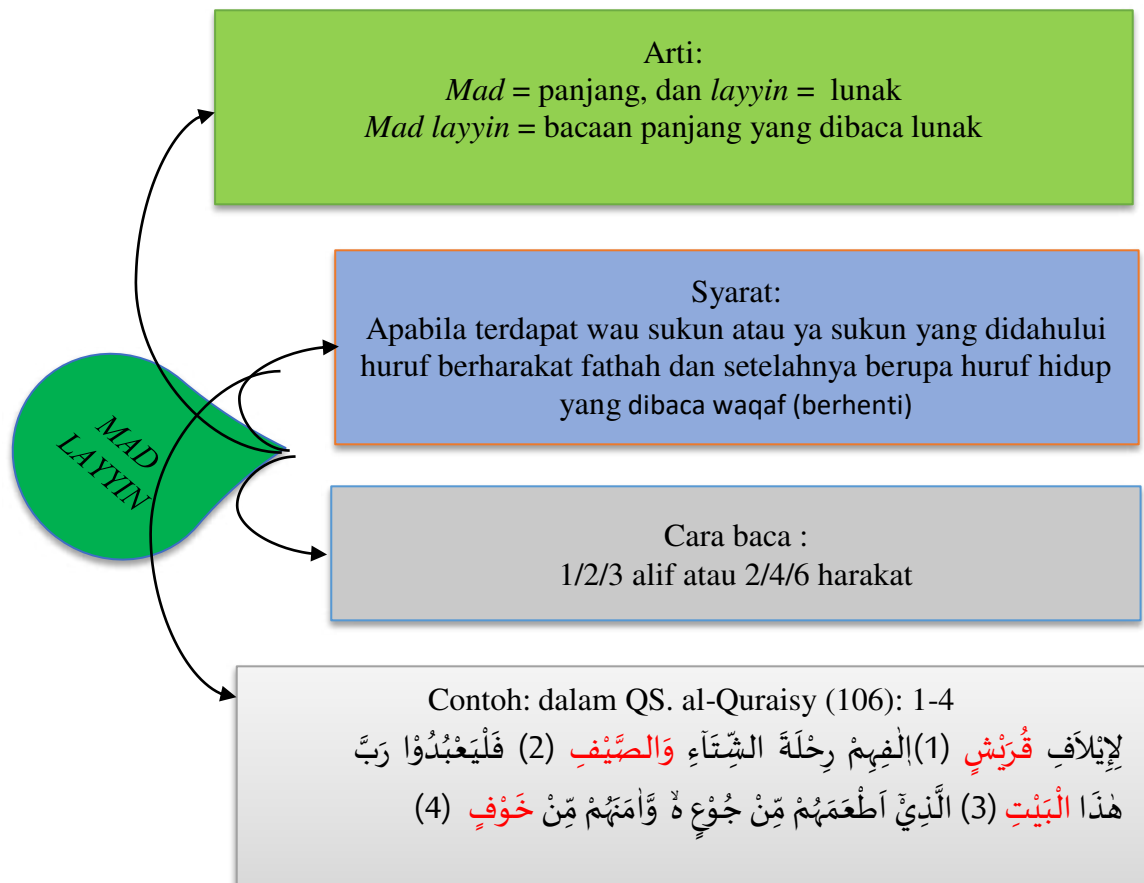 Arti:
Mad = panjang, dan layyin = lunak
Mad layyin = bacaan panjang yang dibaca lunak
Syarat:
Apabila terdapat wau sukun atau ya sukun yang didahului
huruf berharakat fathah dan setelahnya berupa huruf hidup
yang dibaca waqaf (berhenti)
MAD
LAYYIN
Cara baca :
1/2/3 alif atau 2/4/6 harakat
Contoh: dalam QS. al-Quraisy (106): 1-4
لِإِيْلاَفِ قُرَيْشٍ (1) اٖلٰفِهِمْ رِحْلَةَ الشِّتَآءِ وَالصَّيْفِ (2) فَلْيَعْبُدُوْا رَبَّ
هٰذَا الْبَيْتِ (3) الَّذِيْٓ اَطْعَمَهُمْ مِّنْ جُوْعٍ ەۙ وَّاٰمَنَهُمْ مِّنْ خَوْفٍ (4)